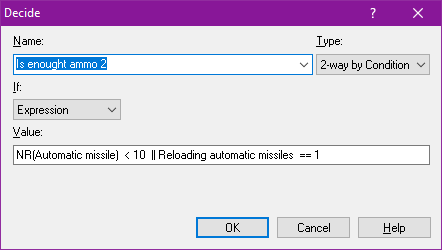 Decide
? X
Name: Type:
Is enought ammo 2 2-way by Condition
If:
Expression
Value:
NR(Automatic missile) < 10 || Reloading automatic missiles == 1
OK Cancel Help